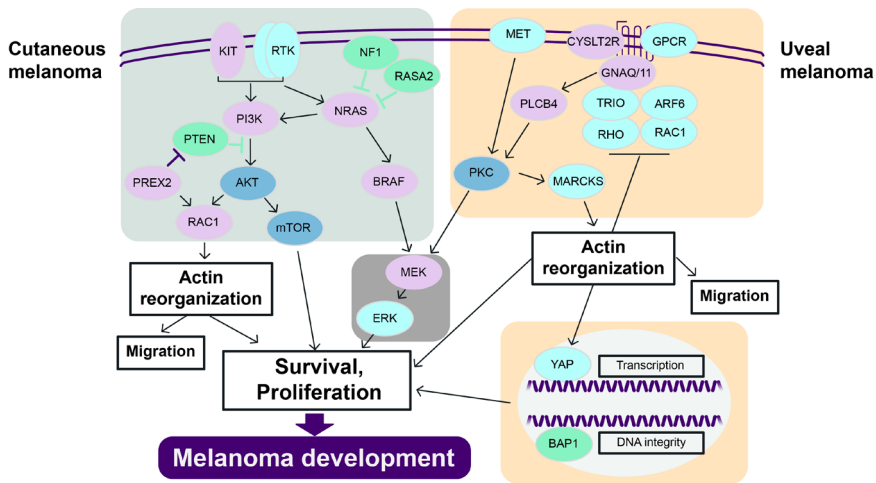 Cutaneous
melanoma
KIT
RTK
NF1
RASA2
PI3K
NRAS
PTEN
PREX2
AKT
BRAF
RAC1
mTOR
MET
CYSLT2R
GPCR
GNAQ/11
PLCB4
TRIO
ARF6
RHO
RAC1
PKC
MARCKS
Uveal
melanoma
Actin
reorganization
Migration
MEK
ERK
Actin
reorganization
Migration
Survival,
Proliferation
YAP
Transcription
BAP1
DNA integrity
Melanoma development